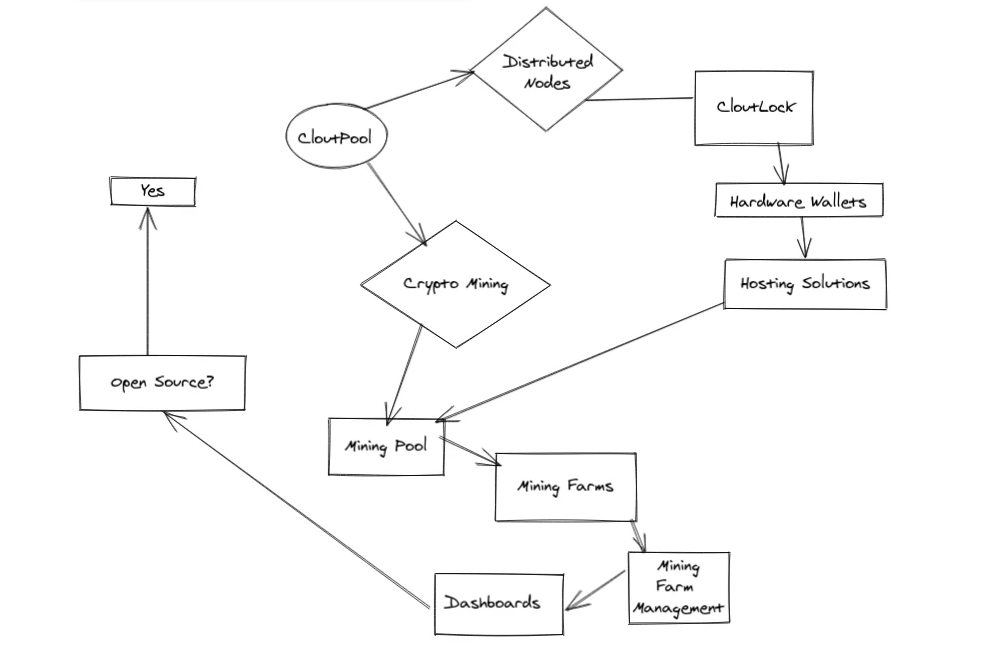 Distributed
Nodes
CloutLock
CloutPool
Yes
Hardware Wallets
Crypto Mining
Hosting Solutions
Open Source?
Mining Pool
Mining Farms
Mining
Farm
Management
Dashboards